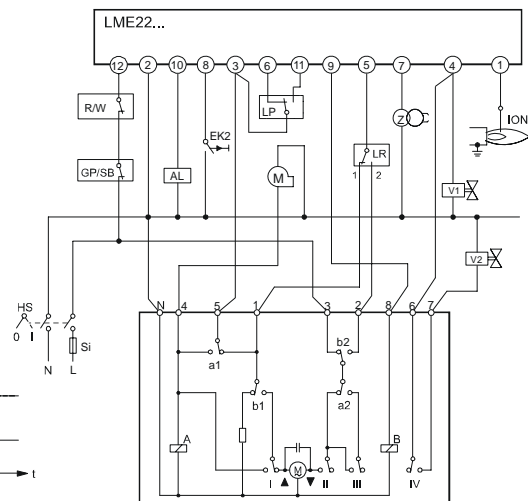 LME22...
12 2 10 8 3 6 11 9 5 7 4 1
R/W
LP
EK2
ION
Z
GP/SB
AL
M
LR
1 2
V1
V2
HS
0 I
Si
N L
N 4 5 1 3 2 8 6 7
a1
b2
b1
a2
A
B
I
M
~
II
III
IV
t